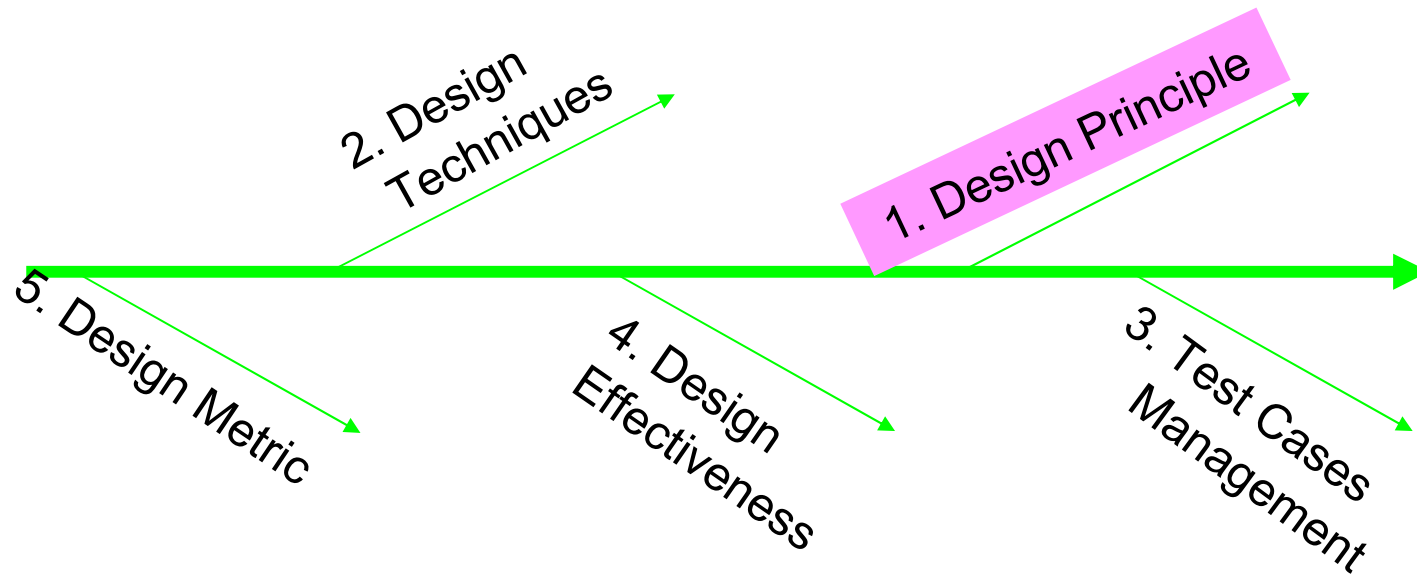 2. Design
Techniques
1. Design Principle
5. Design Metric
4. Design
Effectiveness
3. Test Cases
Management